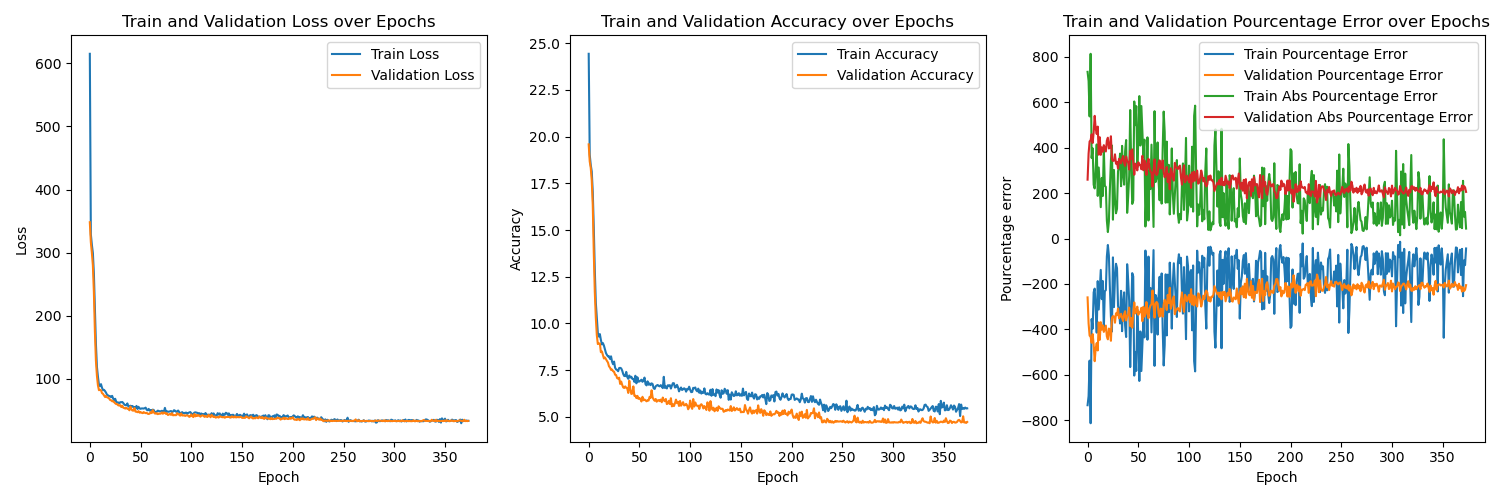 Train and Validation Loss over Epochs
Loss
600
500
400
300
200
100
0
50
100
150
200
250
300
350
Epoch
Train Loss
Validation Loss
Train and Validation Accuracy over Epochs
Accuracy
25.0
22.5
20.0
17.5
15.0
12.5
10.0
7.5
5.0
0
50
100
150
200
250
300
350
Epoch
Train Accuracy
Validation Accuracy
Train and Validation Pourcentage Error over Epochs
Pourcentage error
800
600
400
200
0
−200
−400
−600
−800
0
50
100
150
200
250
300
350
Epoch
Train Pourcentage Error
Validation Pourcentage Error
Train Abs Pourcentage Error
Validation Abs Pourcentage Error